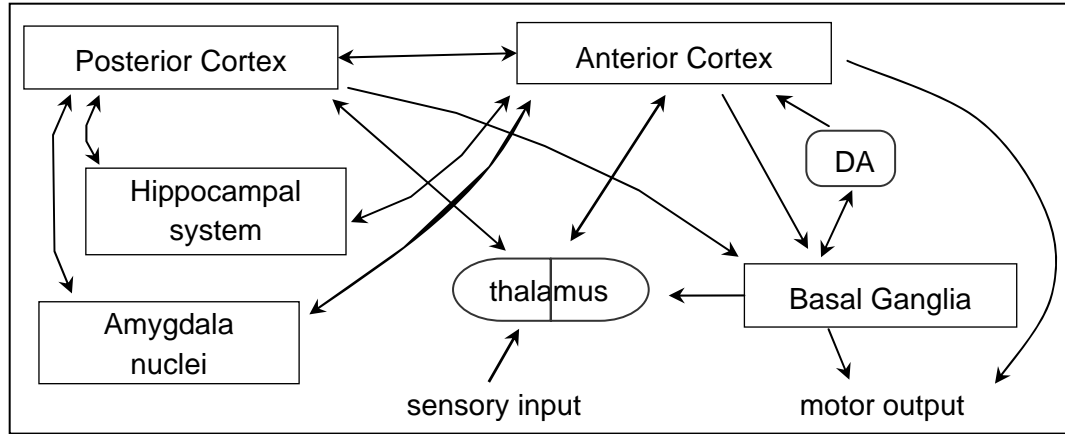 Posterior Cortex
Anterior Cortex
DA
Hippocampal
system
thalamus
Basal Ganglia
Amygdala
nuclei
sensory input
motor output